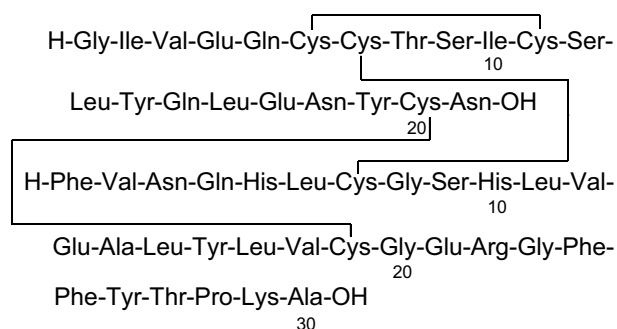 H-Gly-Ile-Val-Glu-Gln-Cys-Cys-Thr-Ser-Ile-Cys-Ser-
10
Leu-Tyr-Gln-Leu-Glu-Asn-Tyr-Cys-Asn-OH
20
H-Phe-Val-Asn-Gln-His-Leu-Cys-Gly-Ser-His-Leu-Val-
10
Glu-Ala-Leu-Tyr-Leu-Val-Cys-Gly-Glu-Arg-Gly-Phe-
20
Phe-Tyr-Thr-Pro-Lys-Ala-OH
30